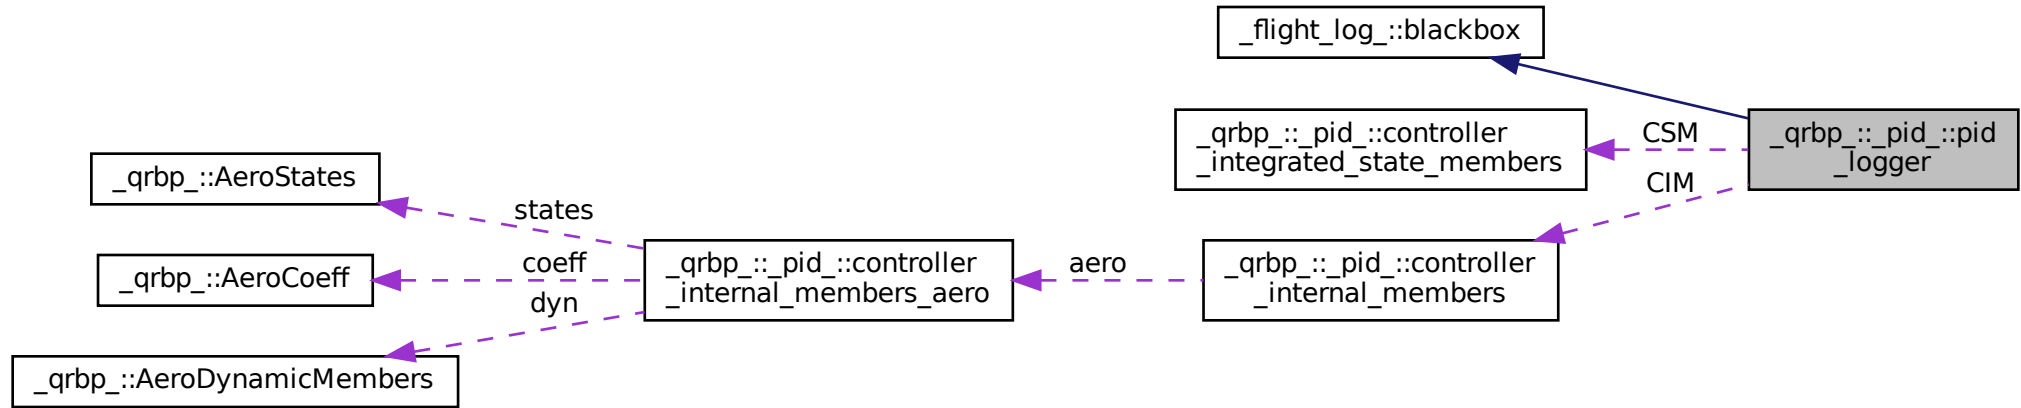 _flight_log_::blackbox
_qrbp_::_pid_::controller
_integrated_state_members
CSM
_qrbp_::_pid_::pid
_logger
CIM
_qrbp_::AeroStates
states
_qrbp_::AeroCoeff
coeff
dyn
_qrbp_::_pid_::controller
_internal_members_aero
aero
_qrbp_::_pid_::controller
_internal_members
_qrbp_::AeroDynamicMembers